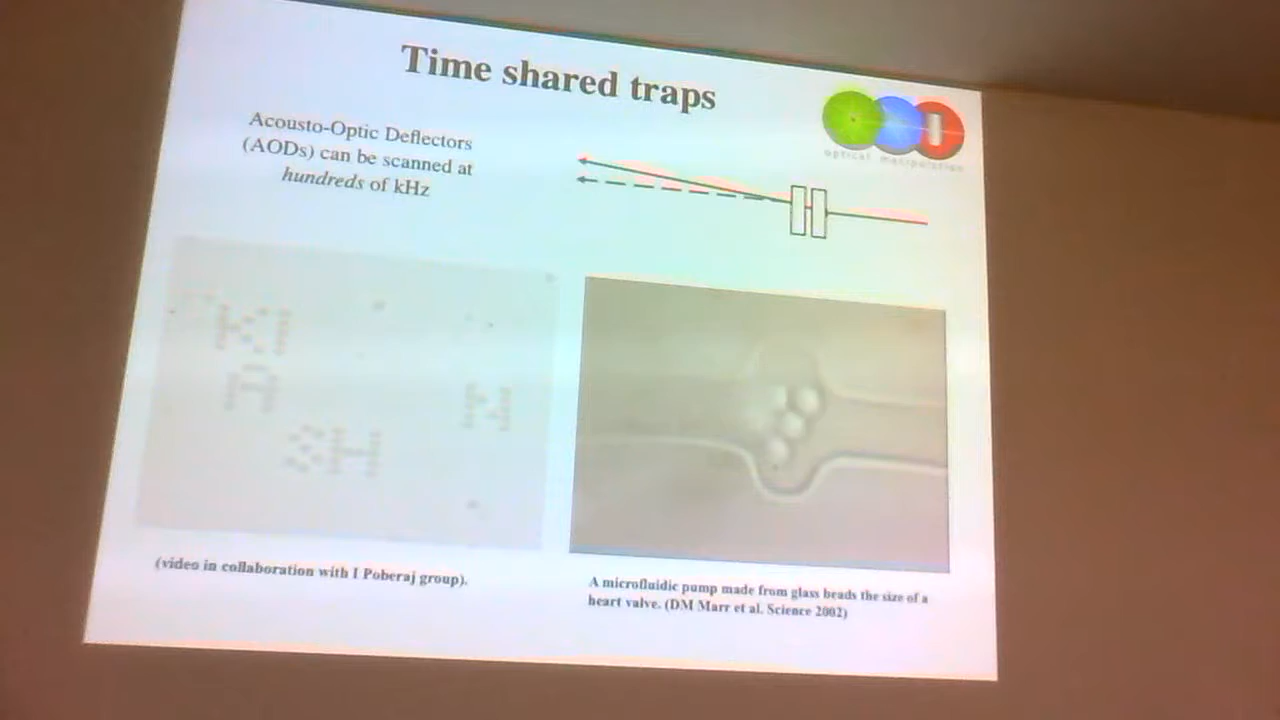 Time shared traps
Acousto-Optic Deflectors
(AODs) can be scanned at
hundreds of kHz
optical manipulation
(video in collaboration with I Poberaj group).
A microfluidic pump made from glass beads the size of a
heart valve. (DM Marr et al. Science 2002)